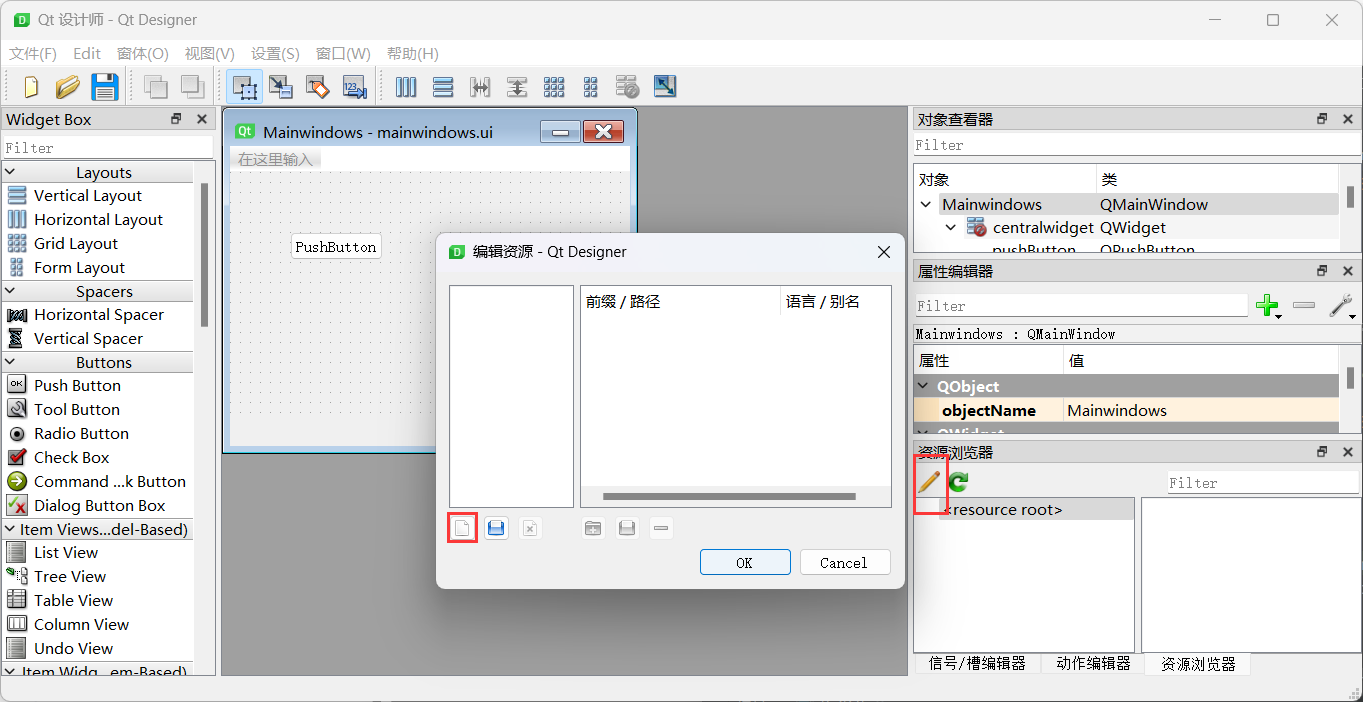 Qt 设计师 - Qt Designer
文件(F) Edit 窗体(O) 视图(V) 设置(S) 窗口(W) 帮助(H)
Widget Box
Filter
Layouts
Vertical Layout
Horizontal Layout
Grid Layout
Form Layout
Spacers
Horizontal Spacer
Vertical Spacer
Buttons
OK
Push Button
Tool Button
Radio Button
Check Box
Command ...k Button
Dialog Button Box
Item Views...del-Based)
List View
Tree View
Table View
Column View
Undo View
Item Widg...em-Based)
Qt Mainwindows - mainwindows.ui
在这里输入
PushButton
编辑资源 - Qt Designer
前缀 / 路径 语言 / 别名
OK Cancel
对象查看器
Filter
对象 类
Mainwindows QMainWindow
centralwidget QWidget
pushButton QPushButton
属性编辑器
Filter
Mainwindows : QMainWindow
属性 值
QObject
objectName Mainwindows
QWidget
资源浏览器
Filter
<resource root>
信号/槽编辑器 动作编辑器 资源浏览器